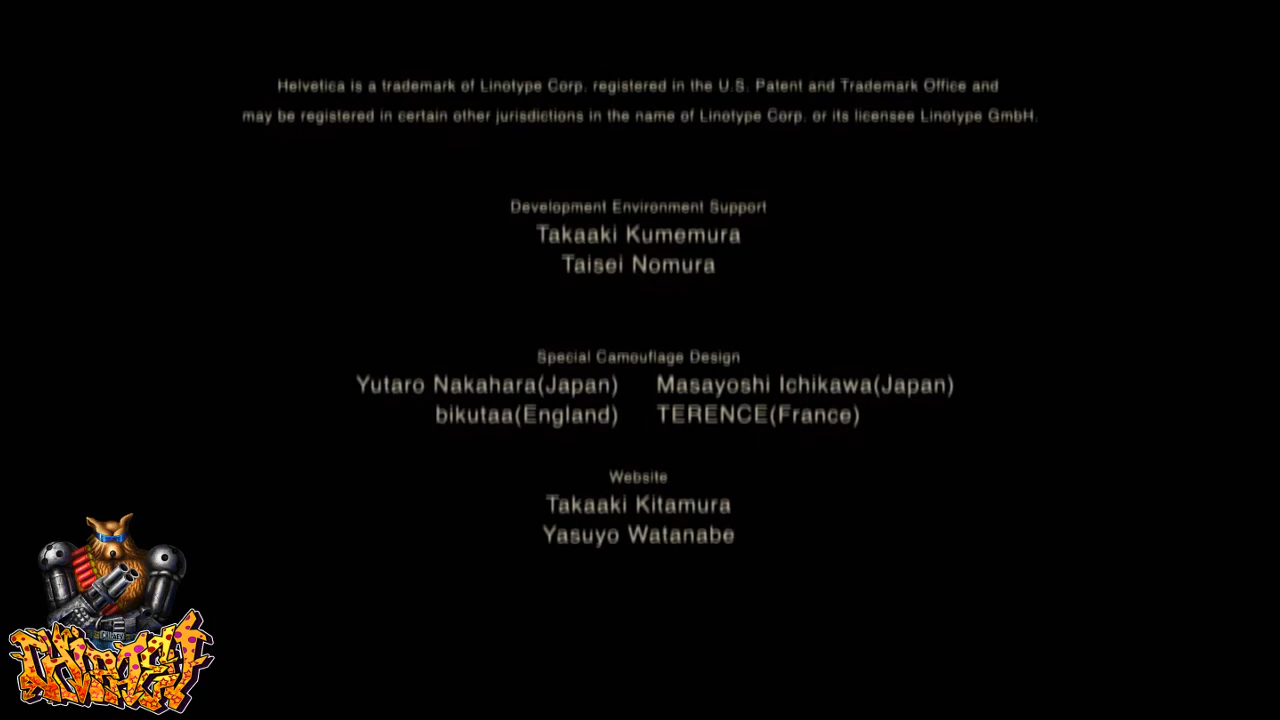 Helvetica is a trademark of Linotype Corp. registered in the U.S. Patent and Trademark Office and
may be registered in certain other jurisdictions in the name of Linotype Corp. or its licensee Linotype GmbH.
Development Environment Support
Takaaki Kumemura
Taisei Nomura
Special Camouflage Design
Yutaro Nakahara(Japan) Masayoshi Ichikawa(Japan)
bikutaa(England) TERENCE(France)
Website
Takaaki Kitamura
Yasuyo Watanabe